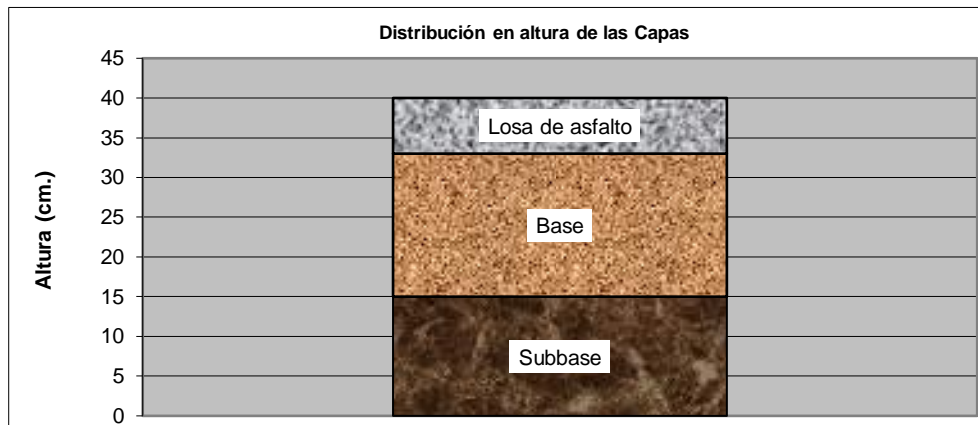 Distribución en altura de las Capas
Altura (cm.)
45
40
35
30
25
20
15
10
5
0
Losa de asfalto
Base
Subbase